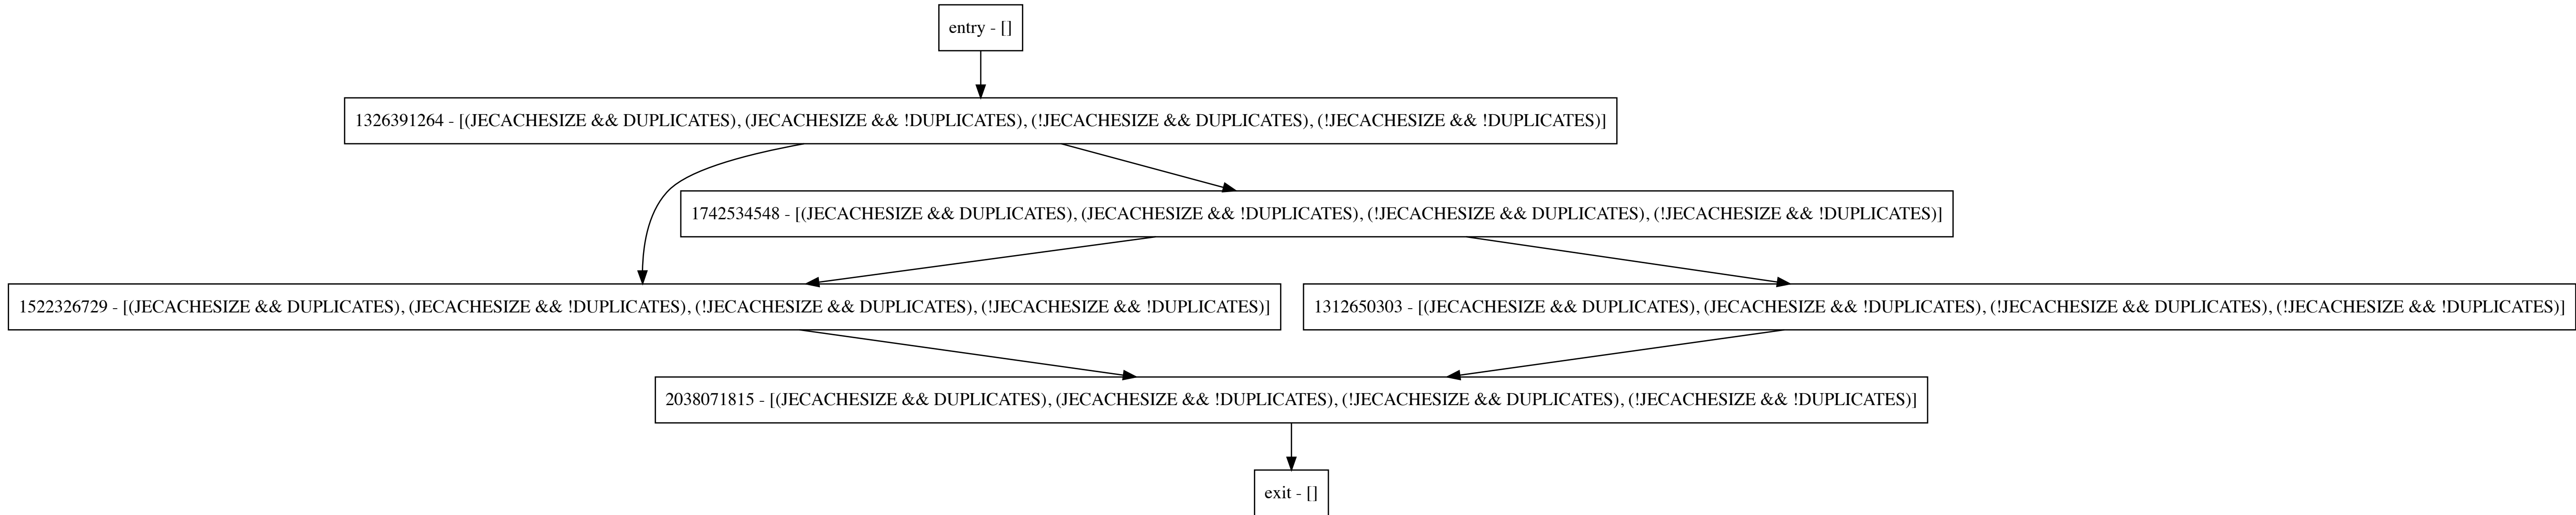 entry - []
1326391264 - [(JECACHESIZE && DUPLICATES), (JECACHESIZE && !DUPLICATES), (!JECACHESIZE && DUPLICATES), (!JECACHESIZE && !DUPLICATES)]
1742534548 - [(JECACHESIZE && DUPLICATES), (JECACHESIZE && !DUPLICATES), (!JECACHESIZE && DUPLICATES), (!JECACHESIZE && !DUPLICATES)]
1522326729 - [(JECACHESIZE && DUPLICATES), (JECACHESIZE && !DUPLICATES), (!JECACHESIZE && DUPLICATES), (!JECACHESIZE && !DUPLICATES)]
1312650303 - [(JECACHESIZE && DUPLICATES), (JECACHESIZE && !DUPLICATES), (!JECACHESIZE && DUPLICATES), (!JECACHESIZE && !DUPLICATES)]
2038071815 - [(JECACHESIZE && DUPLICATES), (JECACHESIZE && !DUPLICATES), (!JECACHESIZE && DUPLICATES), (!JECACHESIZE && !DUPLICATES)]
exit - []